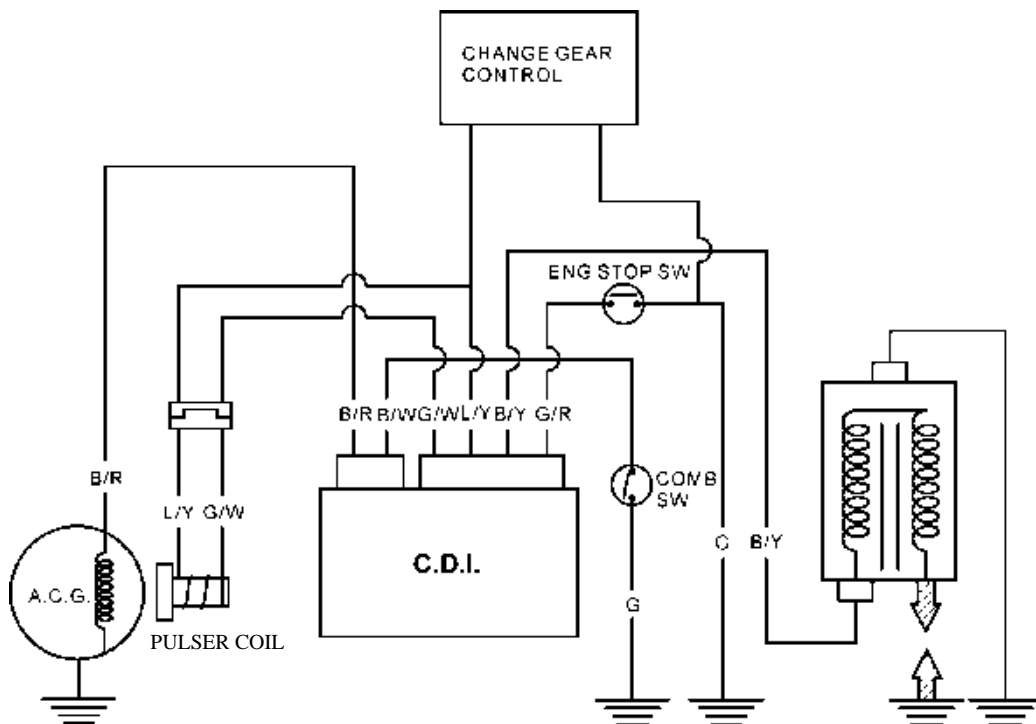 CHANGE GEAR
CONTROL
ENG STOP SW
B/R
B/W
G/W
L/Y
B/Y
G/R
B/R
L/Y
G/W
COMB
SW
C.D.I.
A.C.G.
G
B/Y
G
PULSER COIL